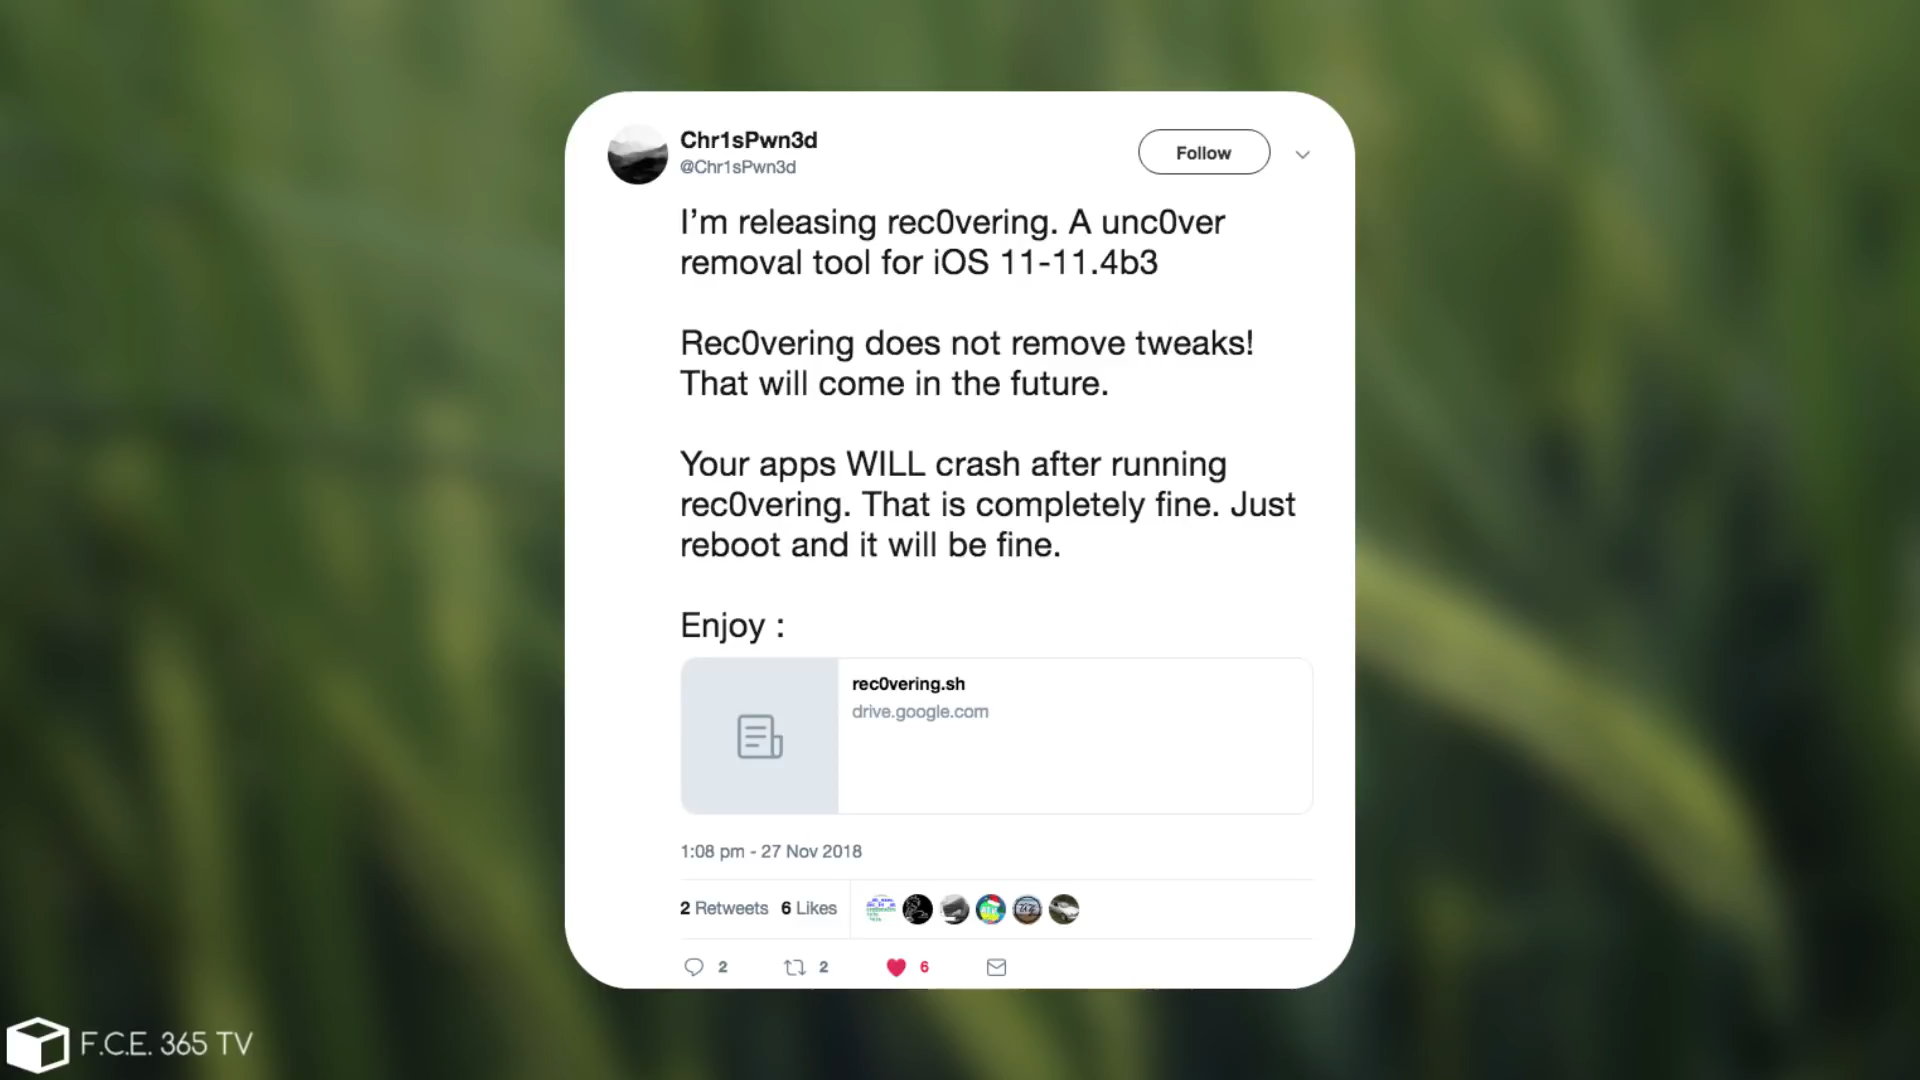 Chr1sPwn3d
@Chr1sPwn3d
Follow
I'm releasing rec0vering. A unc0ver
removal tool for iOS 11-11.4b3
Rec0vering does not remove tweaks!
That will come in the future.
Your apps WILL crash after running
rec0vering. That is completely fine. Just
reboot and it will be fine.
Enjoy :
rec0vering.sh
drive.google.com
1:08 pm - 27 Nov 2018
2 Retweets 6 Likes
2 2 6
F.C.E. 365 TV